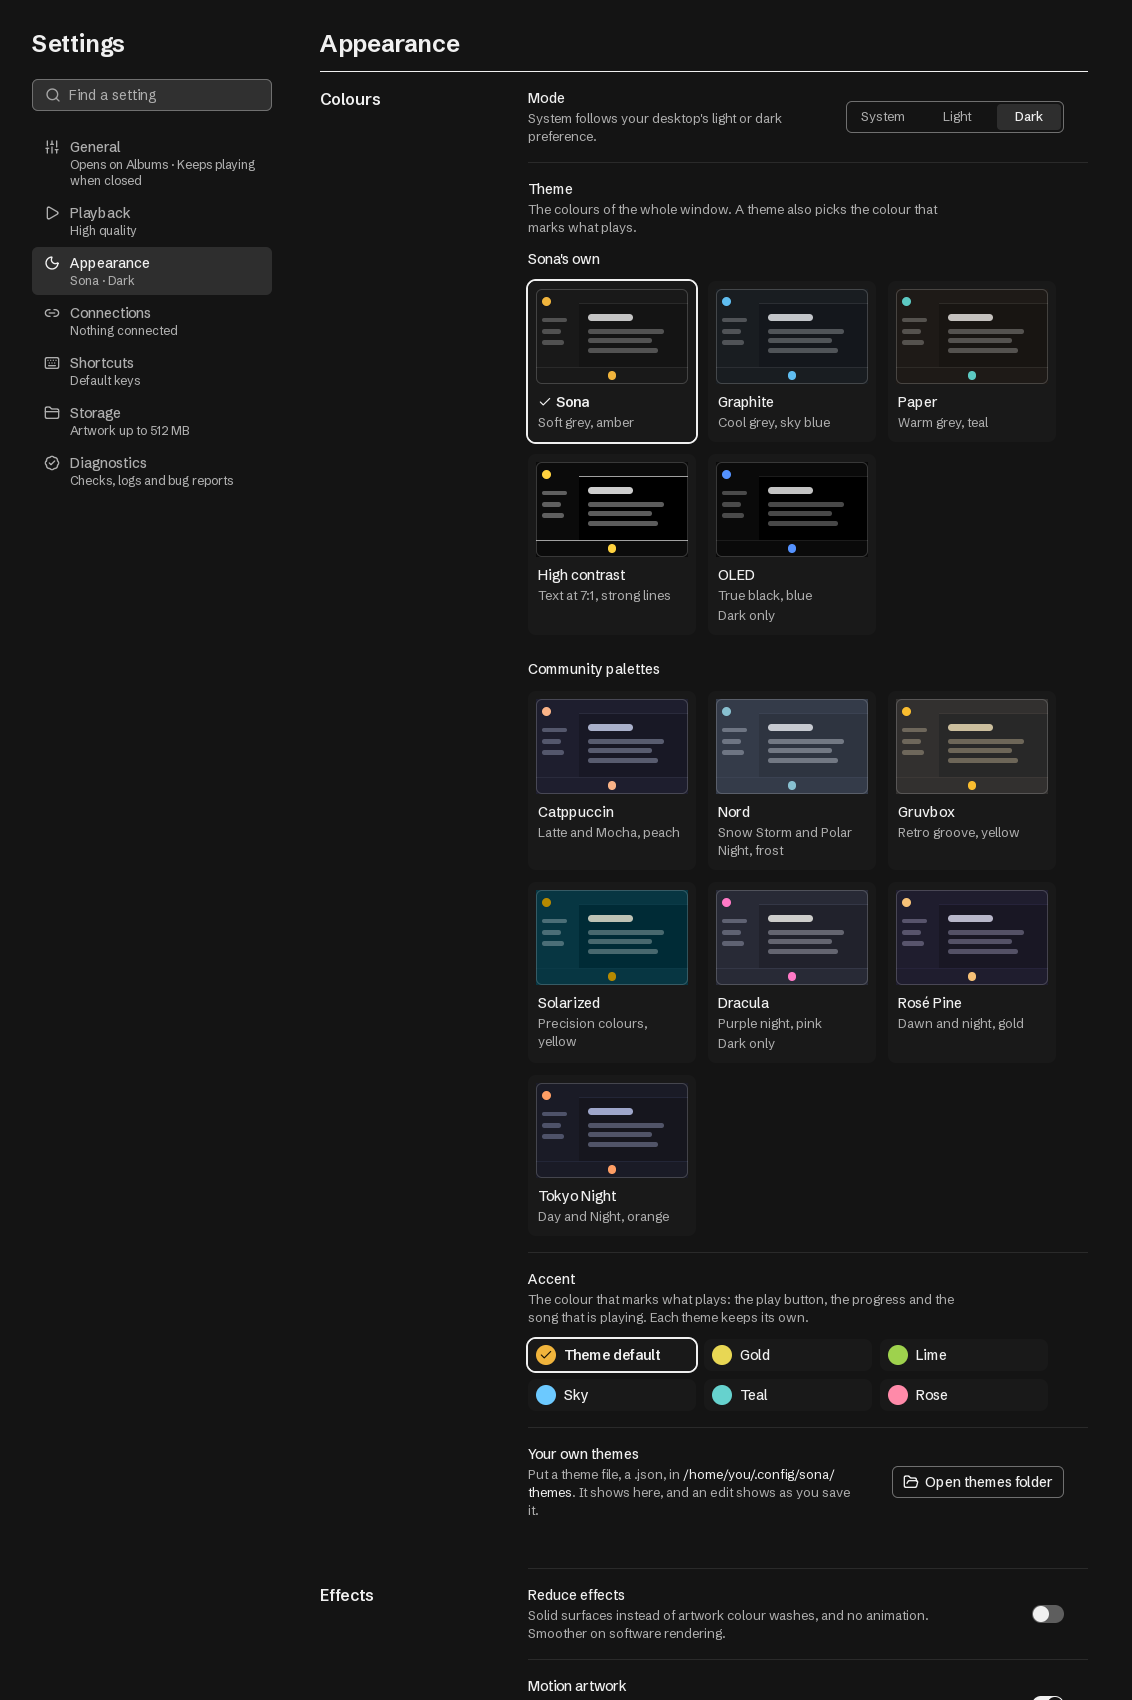 Settings
Find a setting
General
Opens on Albums · Keeps playing
when closed
Playback
High quality
Appearance
Sona · Dark
Connections
Nothing connected
Shortcuts
Default keys
Storage
Artwork up to 512 MB
Diagnostics
Checks, logs and bug reports
Appearance
Colours
Mode
System follows your desktop's light or dark
preference.
System
Light
Dark
Theme
The colours of the whole window. A theme also picks the colour that
marks what plays.
Sona's own
Sona
Soft grey, amber
Graphite
Cool grey, sky blue
Paper
Warm grey, teal
High contrast
Text at 7:1, strong lines
OLED
True black, blue
Dark only
Community palettes
Catppuccin
Latte and Mocha, peach
Nord
Snow Storm and Polar
Night, frost
Gruvbox
Retro groove, yellow
Solarized
Precision colours,
yellow
Dracula
Purple night, pink
Dark only
Rosé Pine
Dawn and night, gold
Tokyo Night
Day and Night, orange
Accent
The colour that marks what plays: the play button, the progress and the
song that is playing. Each theme keeps its own.
Theme default
Gold
Lime
Sky
Teal
Rose
Your own themes
Put a theme file, a .json, in /home/you/.config/sona/
themes. It shows here, and an edit shows as you save
it.
Open themes folder
Effects
Reduce effects
Solid surfaces instead of artwork colour washes, and no animation.
Smoother on software rendering.
Motion artwork